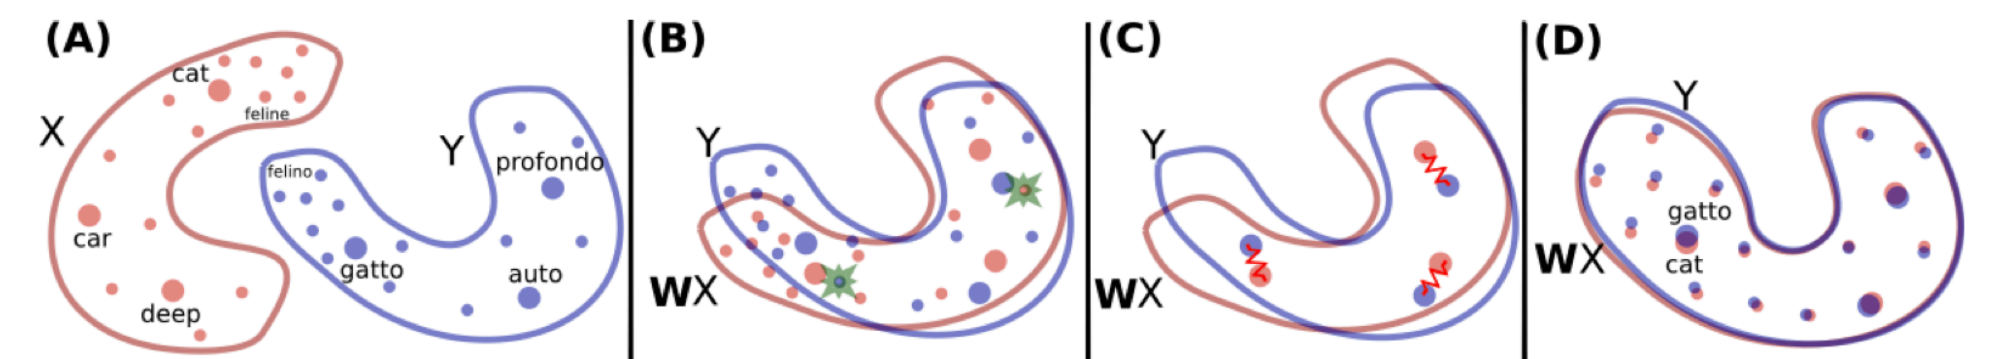 (A)
X
cat
feline
car
deep
Y
felino
profondo
gatto
auto
(B)
Y
WX
(C)
Y
WX
(D)
Y
gatto
WX
cat